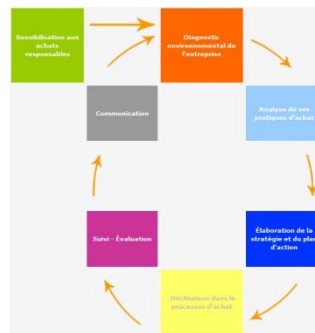 Sensibilisation aux
achats
responsables
Diagnostic
environnemental de
l'entreprise
Communication
Analyse de ses
pratiques d'achat
Suivi - Évaluation
Élaboration de la
stratégie et du plan
d'action
Déclinaison dans le
processus d'achat